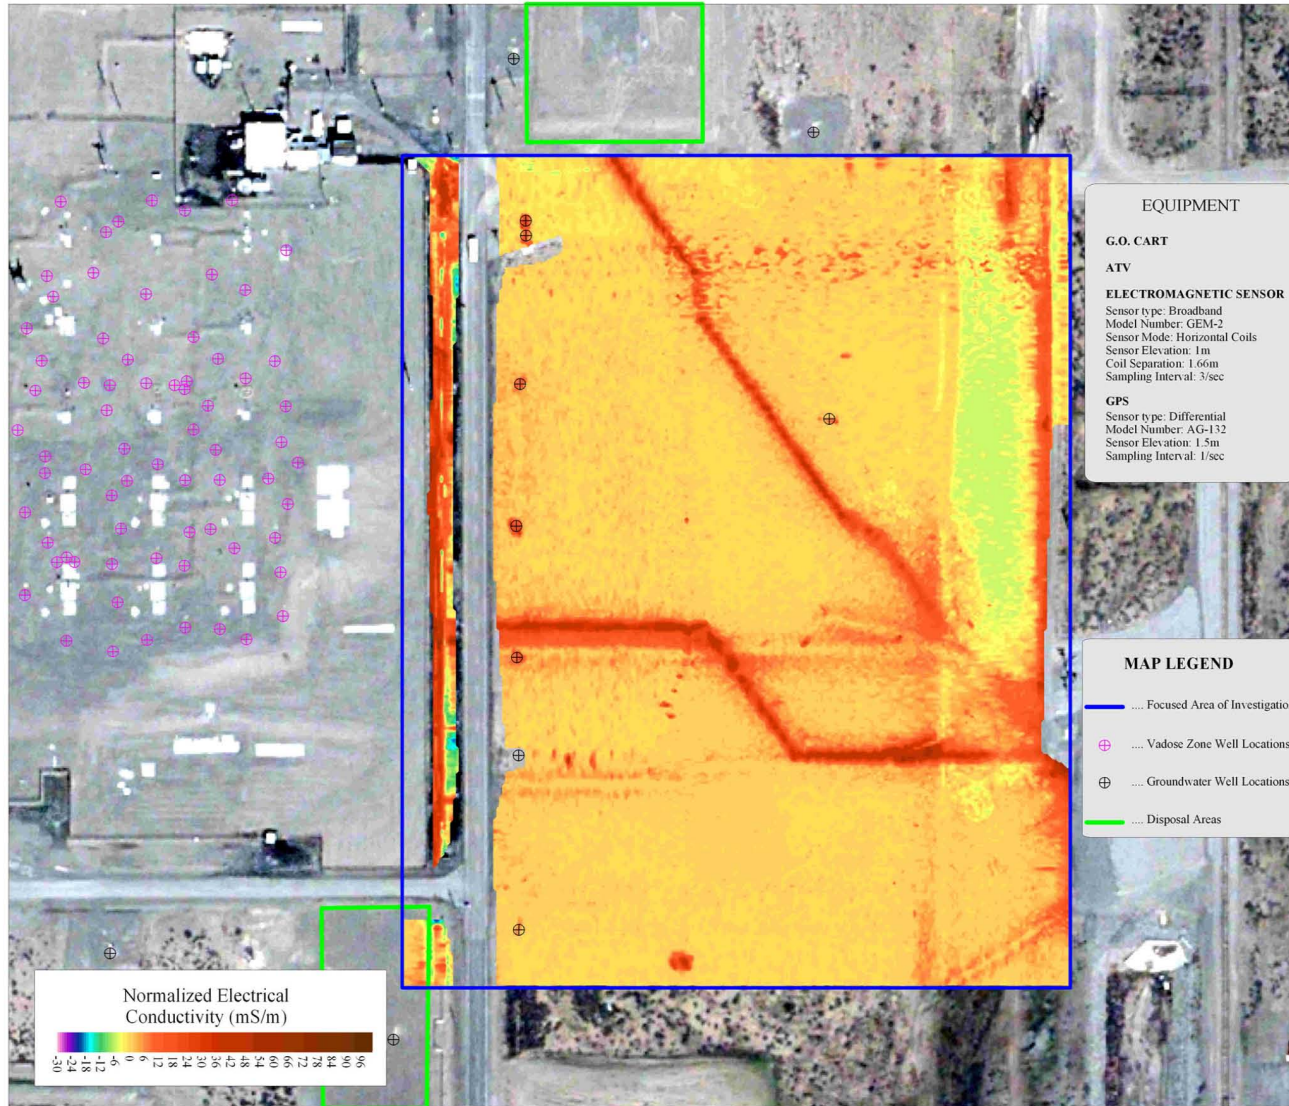 EQUIPMENT
G.O. CART
ATV
ELECTROMAGNETIC SENSOR
Sensor type: Broadband
Model Number: GEM-2
Sensor Mode: Horizontal Coils
Sensor Elevation: 1m
Coil Separation: 1.66m
Sampling Interval: 3/sec
GPS
Sensor type: Differential
Model Number: AG-132
Sensor Elevation: 1.5m
Sampling Interval: 1/sec
MAP LEGEND
.... Focused Area of Investigatio
.... Vadose Zone Well Locations
.... Groundwater Well Locations
.... Disposal Areas
Normalized Electrical
Conductivity (mS/m)
-30 -24 -18 -12 -6 0 6 12 18 24 30 36 42 48 54 60 66 72 78 84 90 96